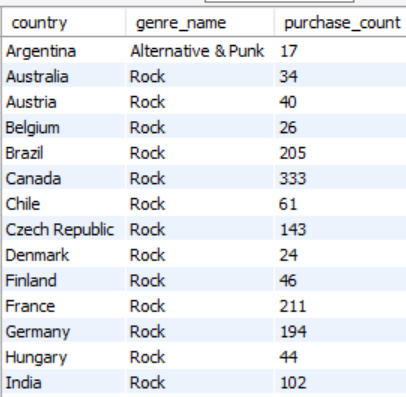 country genre_name purchase_count
Argentina Alternative & Punk 17
Australia Rock 34
Austria Rock 40
Belgium Rock 26
Brazil Rock 205
Canada Rock 333
Chile Rock 61
Czech Republic Rock 143
Denmark Rock 24
Finland Rock 46
France Rock 211
Germany Rock 194
Hungary Rock 44
India Rock 102